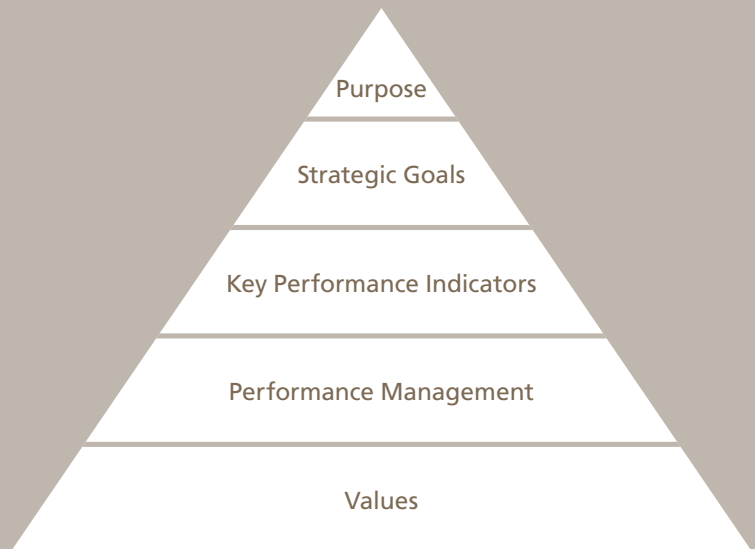 Purpose
Strategic Goals
Key Performance Indicators
Performance Management
Values